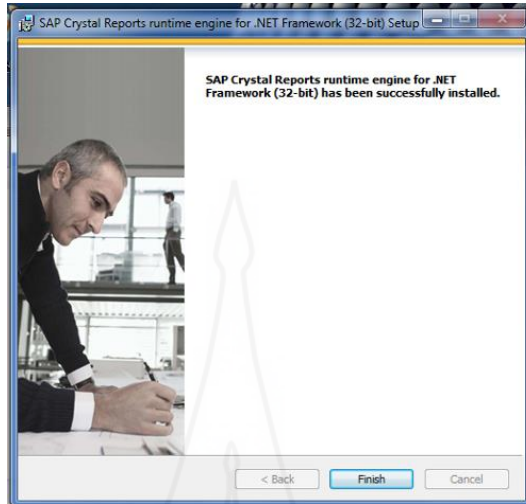 SAP Crystal Reports runtime engine for .NET Framework (32-bit) Setup
SAP Crystal Reports runtime engine for .NET
Framework (32-bit) has been successfully installed.
< Back
Finish
Cancel